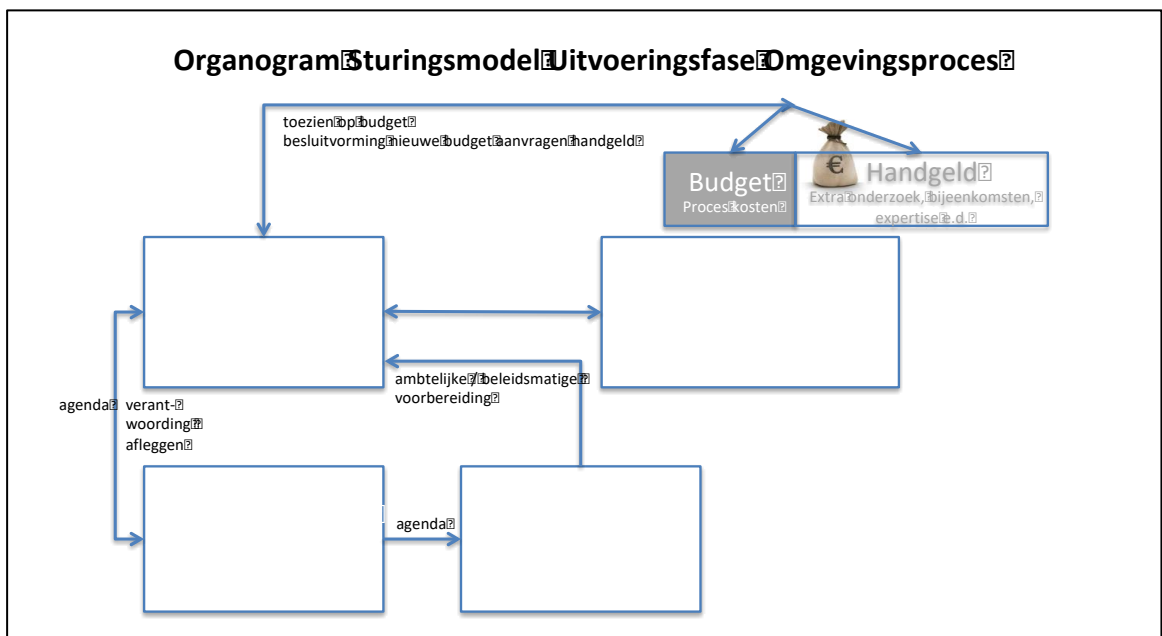 Organogram Sturingsmodel Uitvoeringsfase Omgevingsproces
toezien op budget
besluitvorming nieuwe budget aanvragen handgeld
Budget
Proces kosten
€
Handgeld
Extra onderzoek, bijeenkomsten,
expertise e.d.
ambtelijke / beleidsmatige
voorbereiding
agenda
verant-
woording
afleggen
agenda